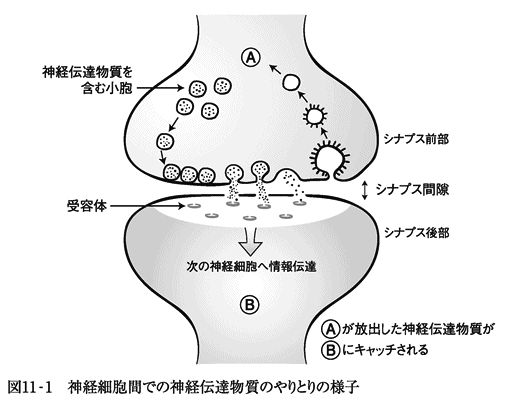 Ⓐ
神経伝達物質を
含む小胞
シナプス前部
シナプス間隙
受容体
シナプス後部
次の神経細胞へ情報伝達
Ⓑ
Ⓐが放出した神経伝達物質が
Ⓑにキャッチされる
図11-1 神経細胞間での神経伝達物質のやりとりの様子